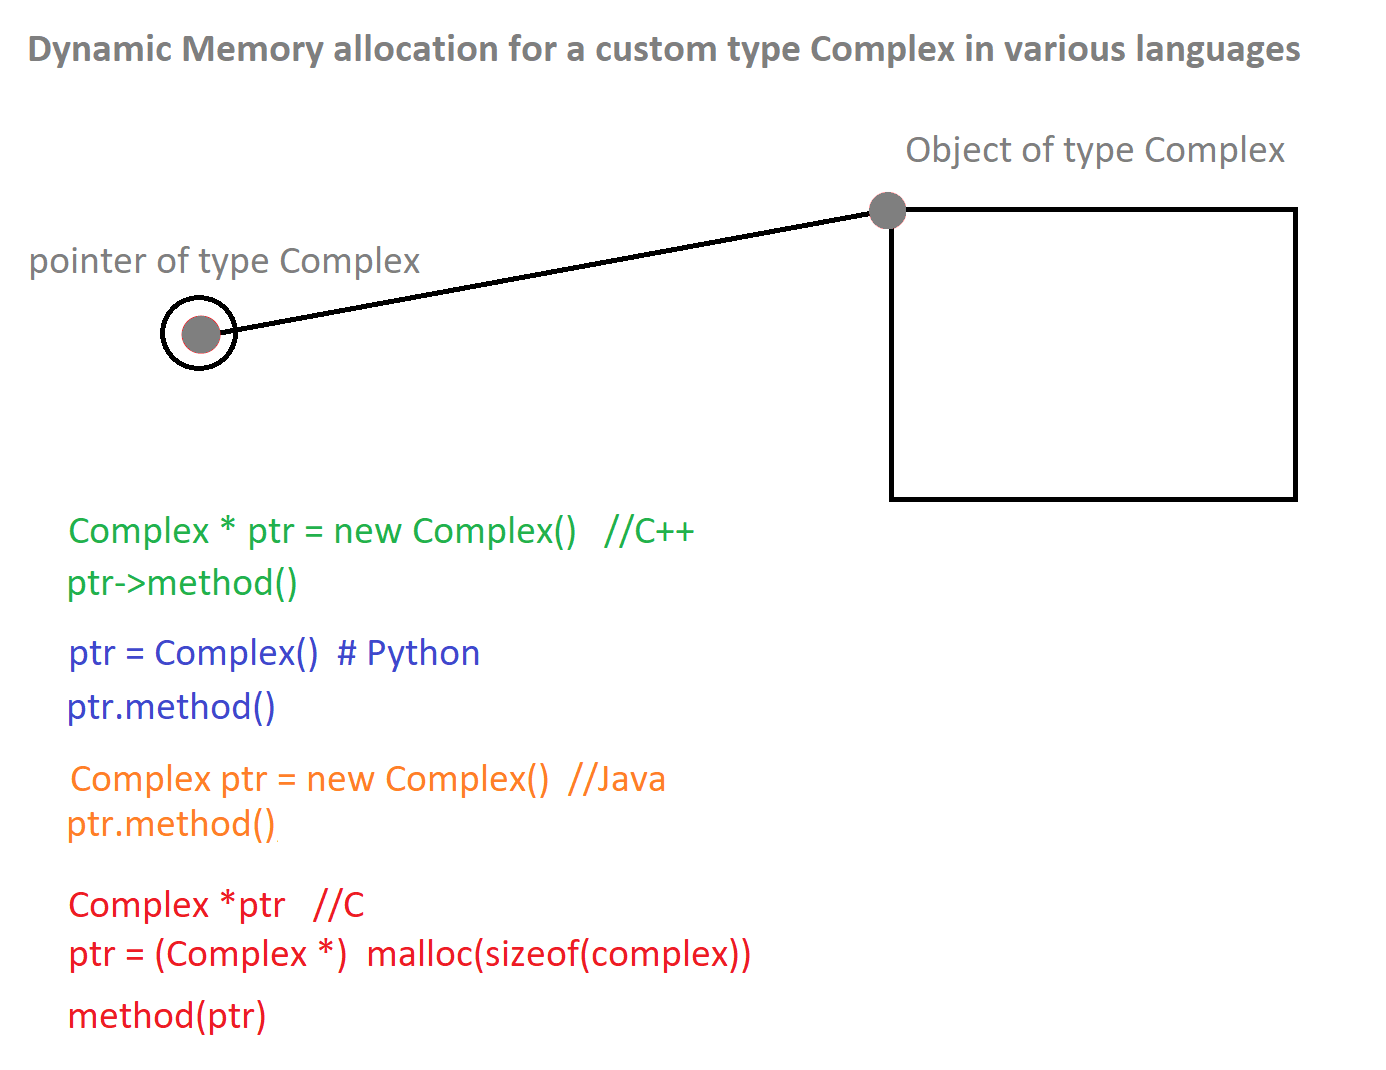 Dynamic Memory allocation for a custom type Complex in various languages
Object of type Complex
pointer of type Complex
Complex * ptr = new Complex()   //C++
ptr->method()
ptr = Complex()  # Python
ptr.method()
Complex ptr = new Complex()  //Java
ptr.method()
Complex *ptr   //C
ptr = (Complex *)  malloc(sizeof(complex))
method(ptr)